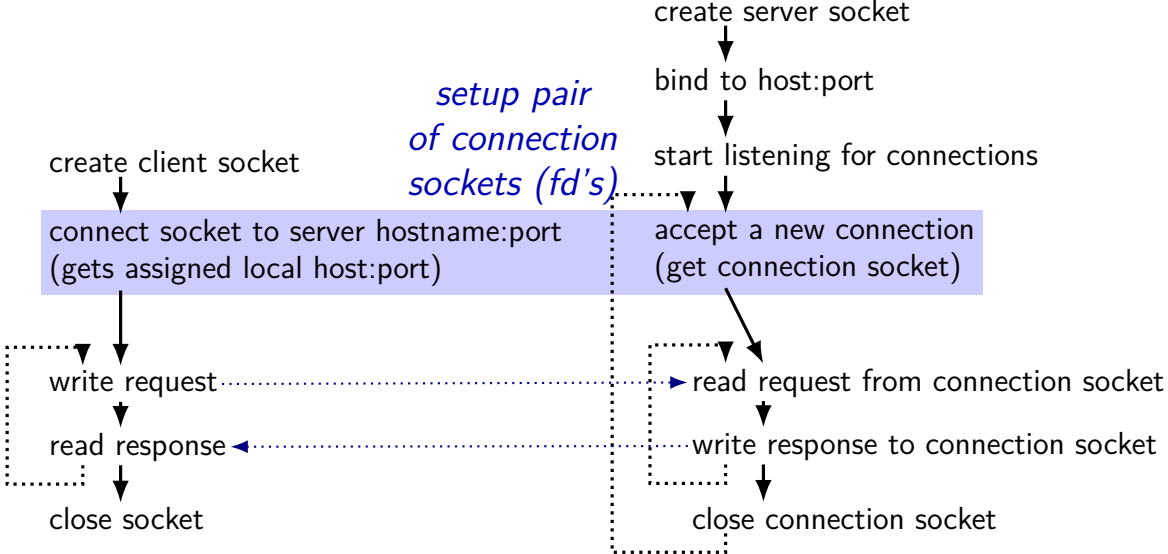 create server socket
bind to host:port
setup pair
of connection
sockets (fd's)
start listening for connections
create client socket
connect socket to server hostname:port
(gets assigned local host:port)
accept a new connection
(get connection socket)
write request
read request from connection socket
read response
write response to connection socket
close socket
close connection socket